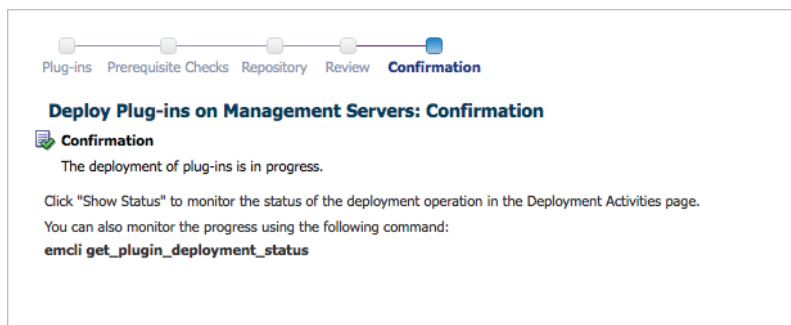 Plug-ins Prerequisite Checks Repository Review Confirmation
Deploy Plug-ins on Management Servers: Confirmation
Confirmation
The deployment of plug-ins is in progress.
Click "Show Status" to monitor the status of the deployment operation in the Deployment Activities page.
You can also monitor the progress using the following command:
emcli get_plugin_deployment_status